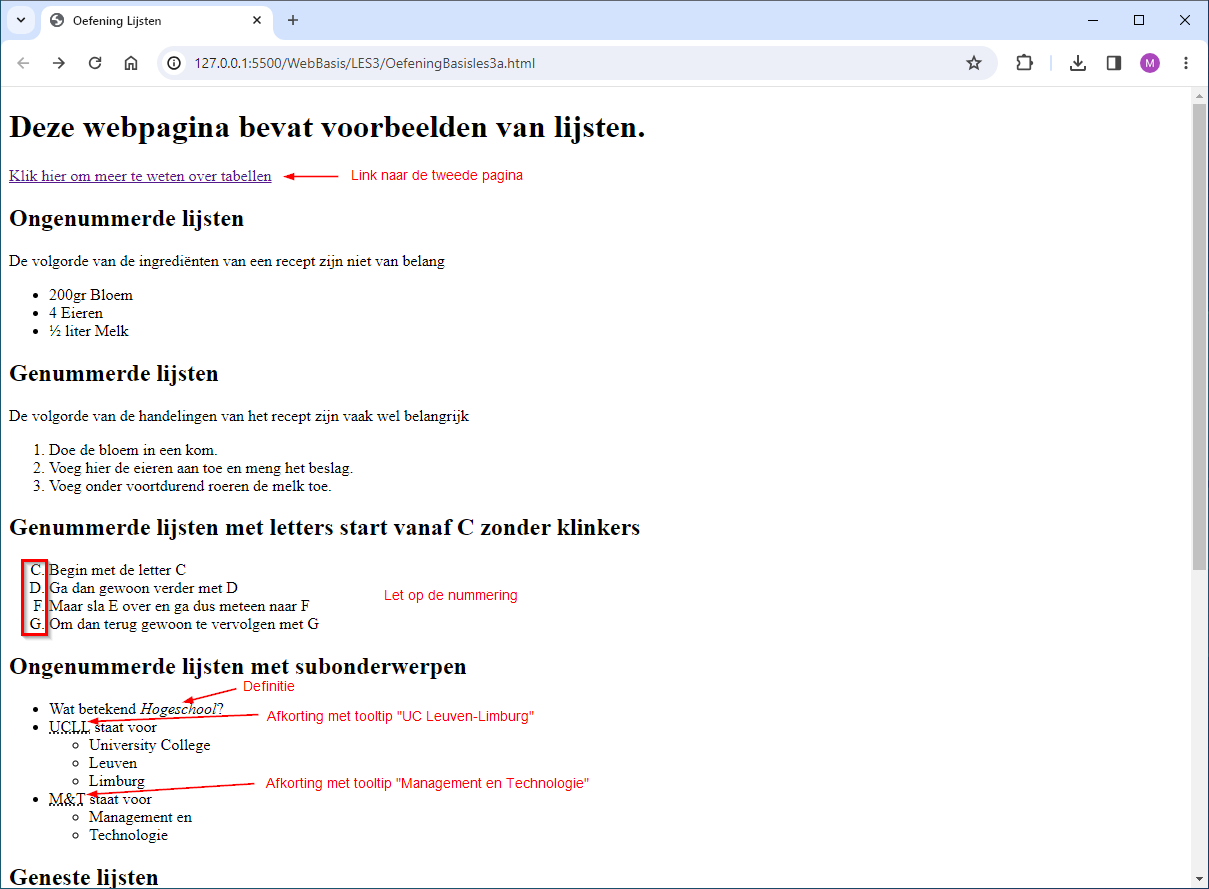 Oefening Lijsten
127.0.0.1:5500/WebBasis/LES3/OefeningBasisles3a.html
M
Deze webpagina bevat voorbeelden van lijsten.
Klik hier om meer te weten over tabellen
Link naar de tweede pagina
Ongenummerde lijsten
De volgorde van de ingrediënten van een recept zijn niet van belang
• 200gr Bloem
• 4 Eieren
• ½ liter Melk
Genummerde lijsten
De volgorde van de handelingen van het recept zijn vaak wel belangrijk
1. Doe de bloem in een kom.
2. Voeg hier de eieren aan toe en meng het beslag.
3. Voeg onder voortdurend roeren de melk toe.
Genummerde lijsten met letters start vanaf C zonder klinkers
C. Begin met de letter C
D. Ga dan gewoon verder met D
Let op de nummering
F. Maar sla E over en ga dus meteen naar F
G. Om dan terug gewoon te vervolgen met G
Ongenummerde lijsten met subonderwerpen
Definitie
• Wat betekend Hogeschool?
Afkorting met tooltip "UC Leuven-Limburg"
• UCLL staat voor
◦ University College
◦ Leuven
◦ Limburg
Afkorting met tooltip "Management en Technologie"
• M&T staat voor
◦ Management en
◦ Technologie
Geneste lijsten